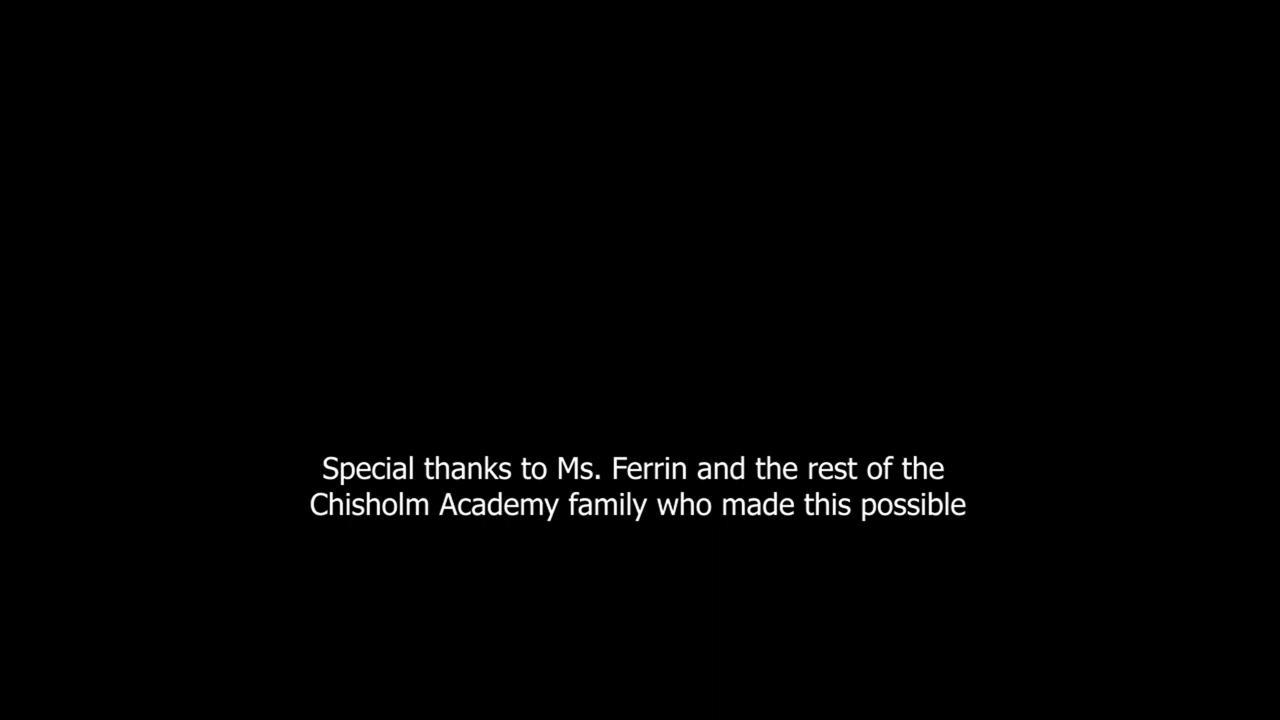 Special thanks to Ms. Ferrin and the rest of the
Chisholm Academy family who made this possible